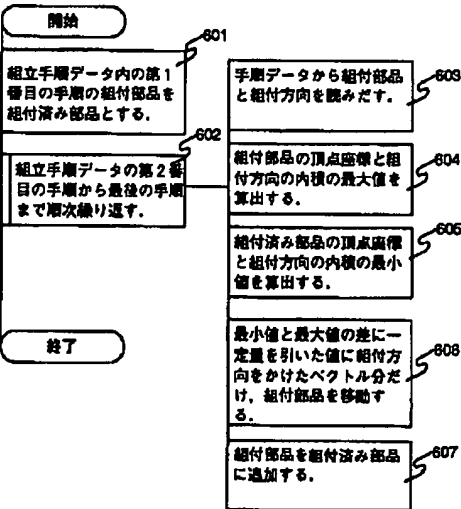 開始
601
組立手順データ内の第1
番目の手順の組付部品を
組付済み部品とする.
602
組立手順データの第2番
目の手順から最後の手順
まで順次繰り返す.
終了
603
手順データから組付部品
と組付方向を読みだす.
604
組付部品の頂点座標と組
付方向の内積の最大値を
算出する.
605
組付済み部品の頂点座標
と組付方向の内積の最小
値を算出する.
606
最小値と最大値の差に一
定量を引いた値に組付方
向をかけたベクトル分だ
け, 組付部品を移動す
る.
607
組付部品を組付済み部品
に追加する.